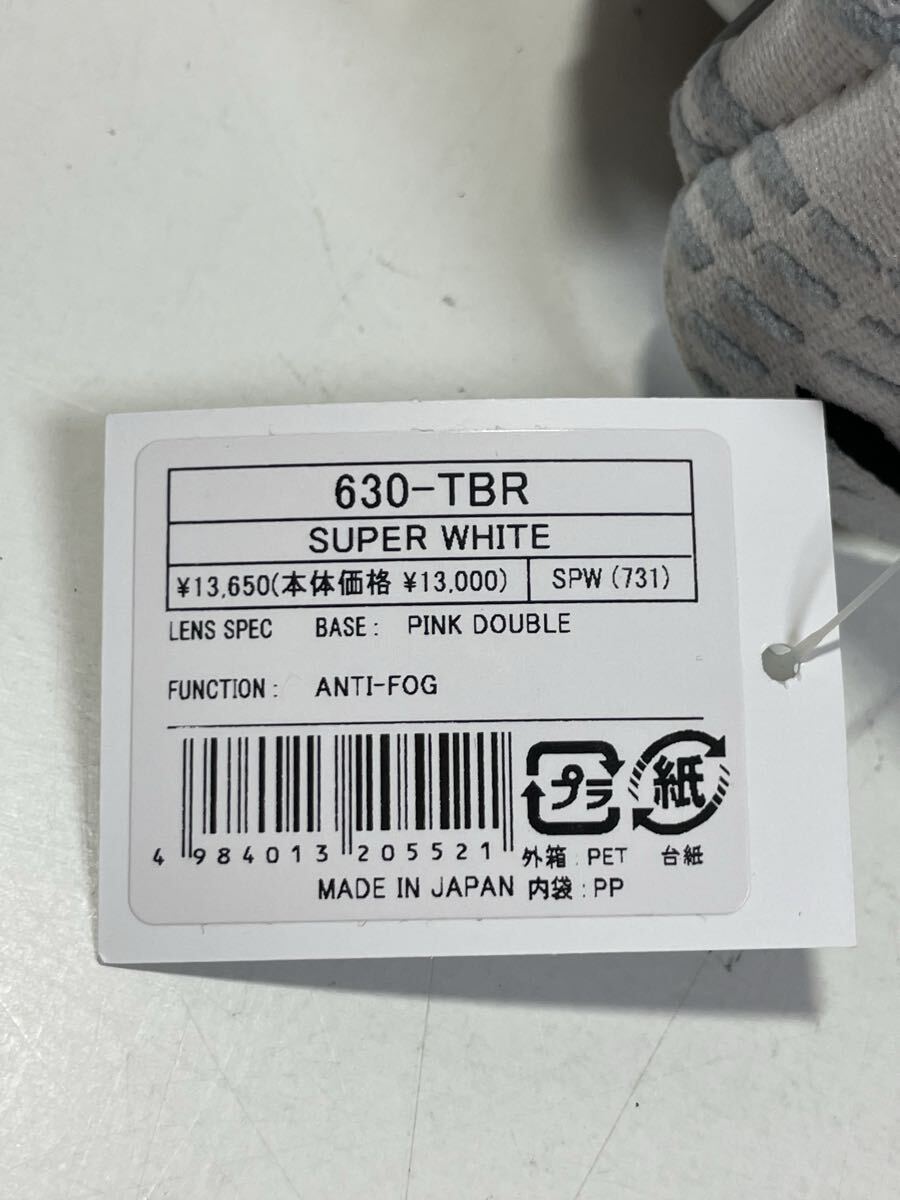 630-TBR
SUPER WHITE
¥13,650(本体価格 ¥13,000) SPW(731)
LENS SPEC BASE: PINK DOUBLE
FUNCTION: ANTI-FOG
プラ 紙
4 984013 205521 外箱:PET 台紙
MADE IN JAPAN 内袋:PP